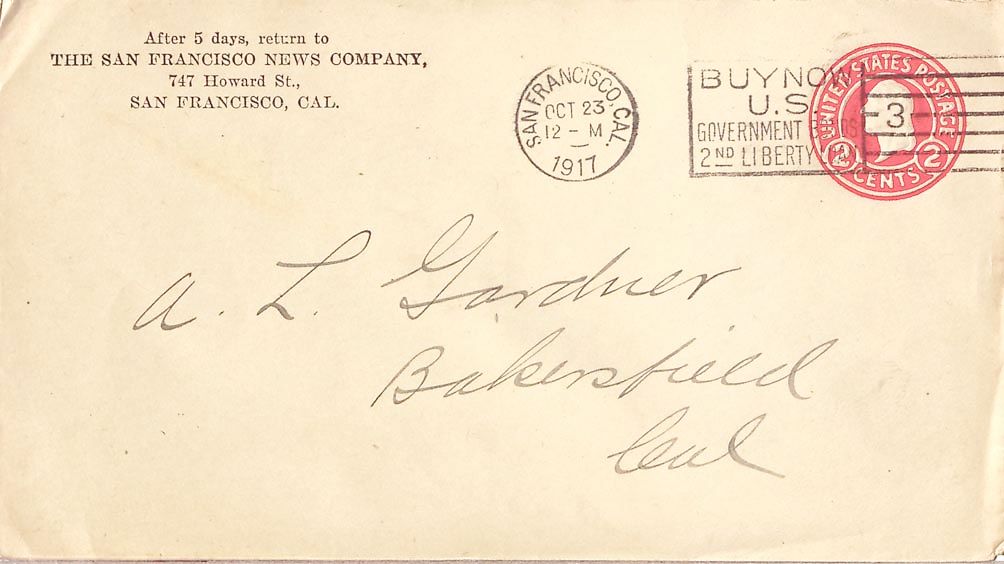 After 5 days, return to
THE SAN FRANCISCO NEWS COMPANY,
747 Howard St.,
SAN FRANCISCO, CAL.
SAN FRANCISCO, CAL.
OCT 23
12 - M
1917
BUY NOW
U.S.
GOVERNMENT BONDS
2ND LIBERTY LOAN
3
UNITED STATES POSTAGE
2 CENTS 2
A. L. Gardner
Bakersfield
Cal